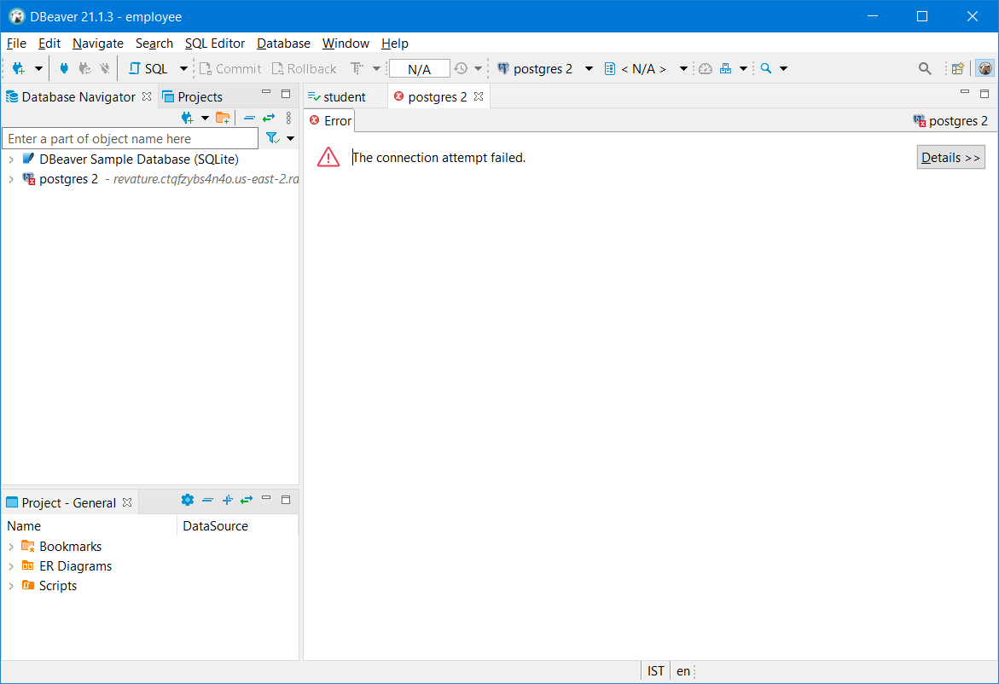 DBeaver 21.1.3 - employee
File Edit Navigate Search SQL Editor Database Window Help
SQL Commit Rollback N/A postgres 2 < N/A >
Database Navigator Projects
Enter a part of object name here
DBeaver Sample Database (SQLite)
postgres 2 - revature.ctqfzybs4n4o.us-east-2.rd
student postgres 2
Error postgres 2
The connection attempt failed. Details >>
Project - General
Name DataSource
Bookmarks
ER Diagrams
Scripts
IST en